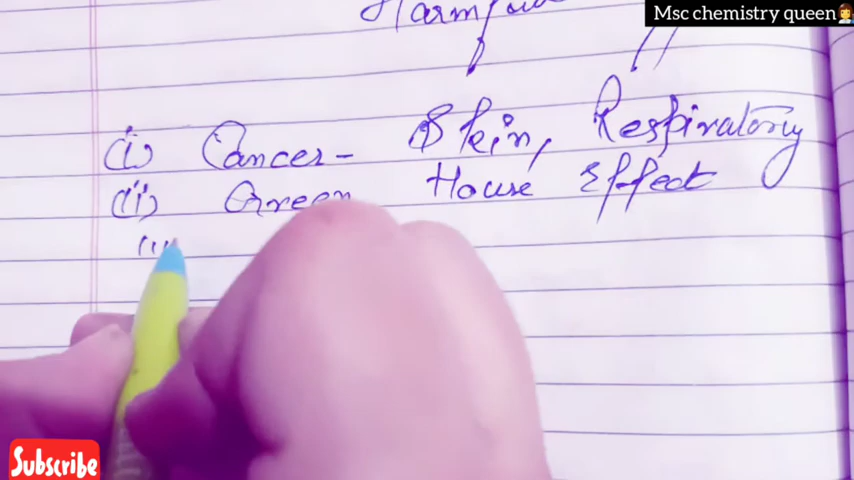 Msc chemistry queen👩‍🎓
(i) Cancer - Skin, Respiratory
(ii) Green House Effect
Subscribe